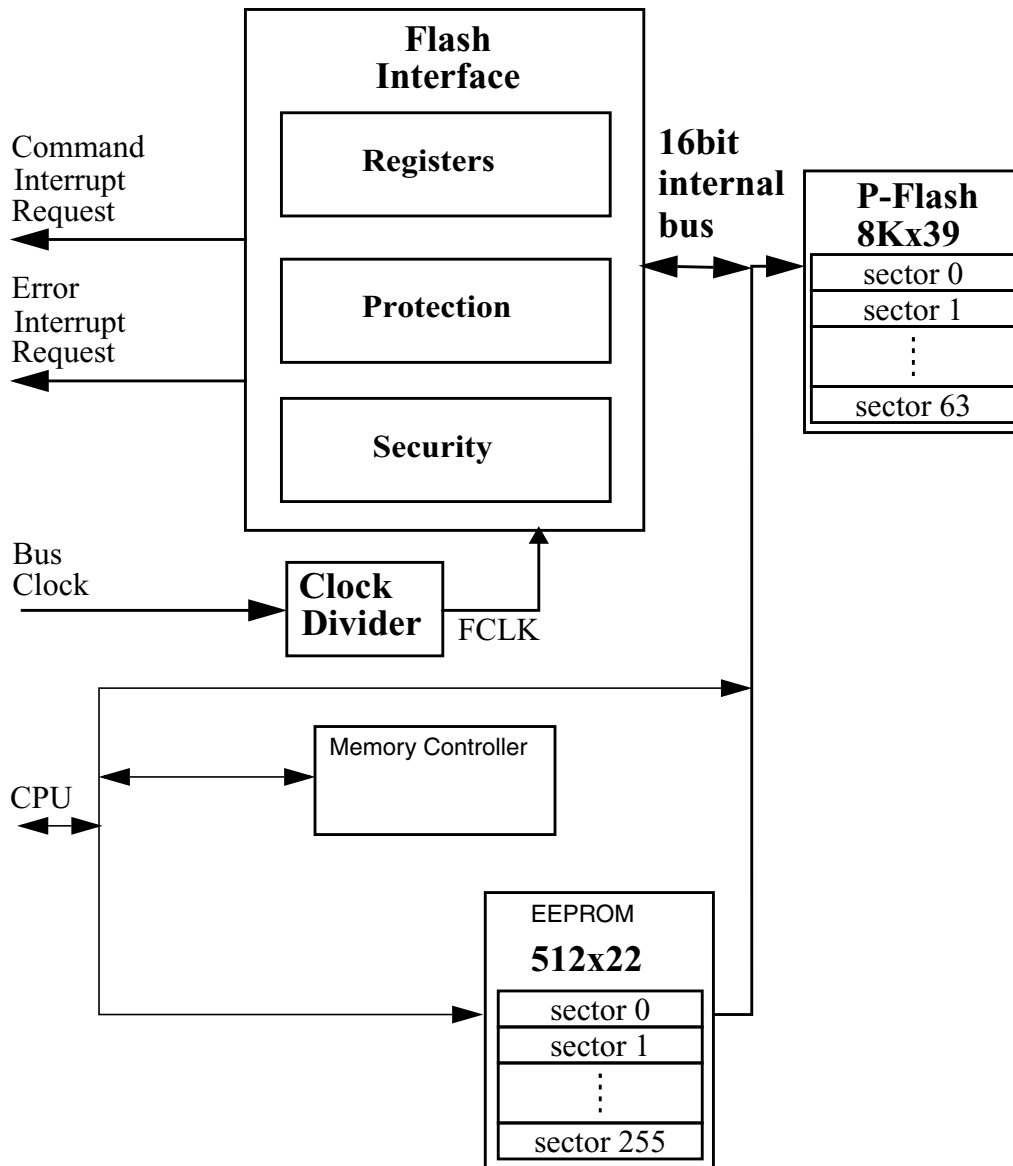 Flash
Interface
Registers
Protection
Security
Command
Interrupt
Request
Error
Interrupt
Request
16bit
internal
bus
P-Flash
8Kx39
sector 0
sector 1
sector 63
Bus
Clock
Clock
Divider
FCLK
Memory Controller
CPU
EEPROM
512x22
sector 0
sector 1
sector 255